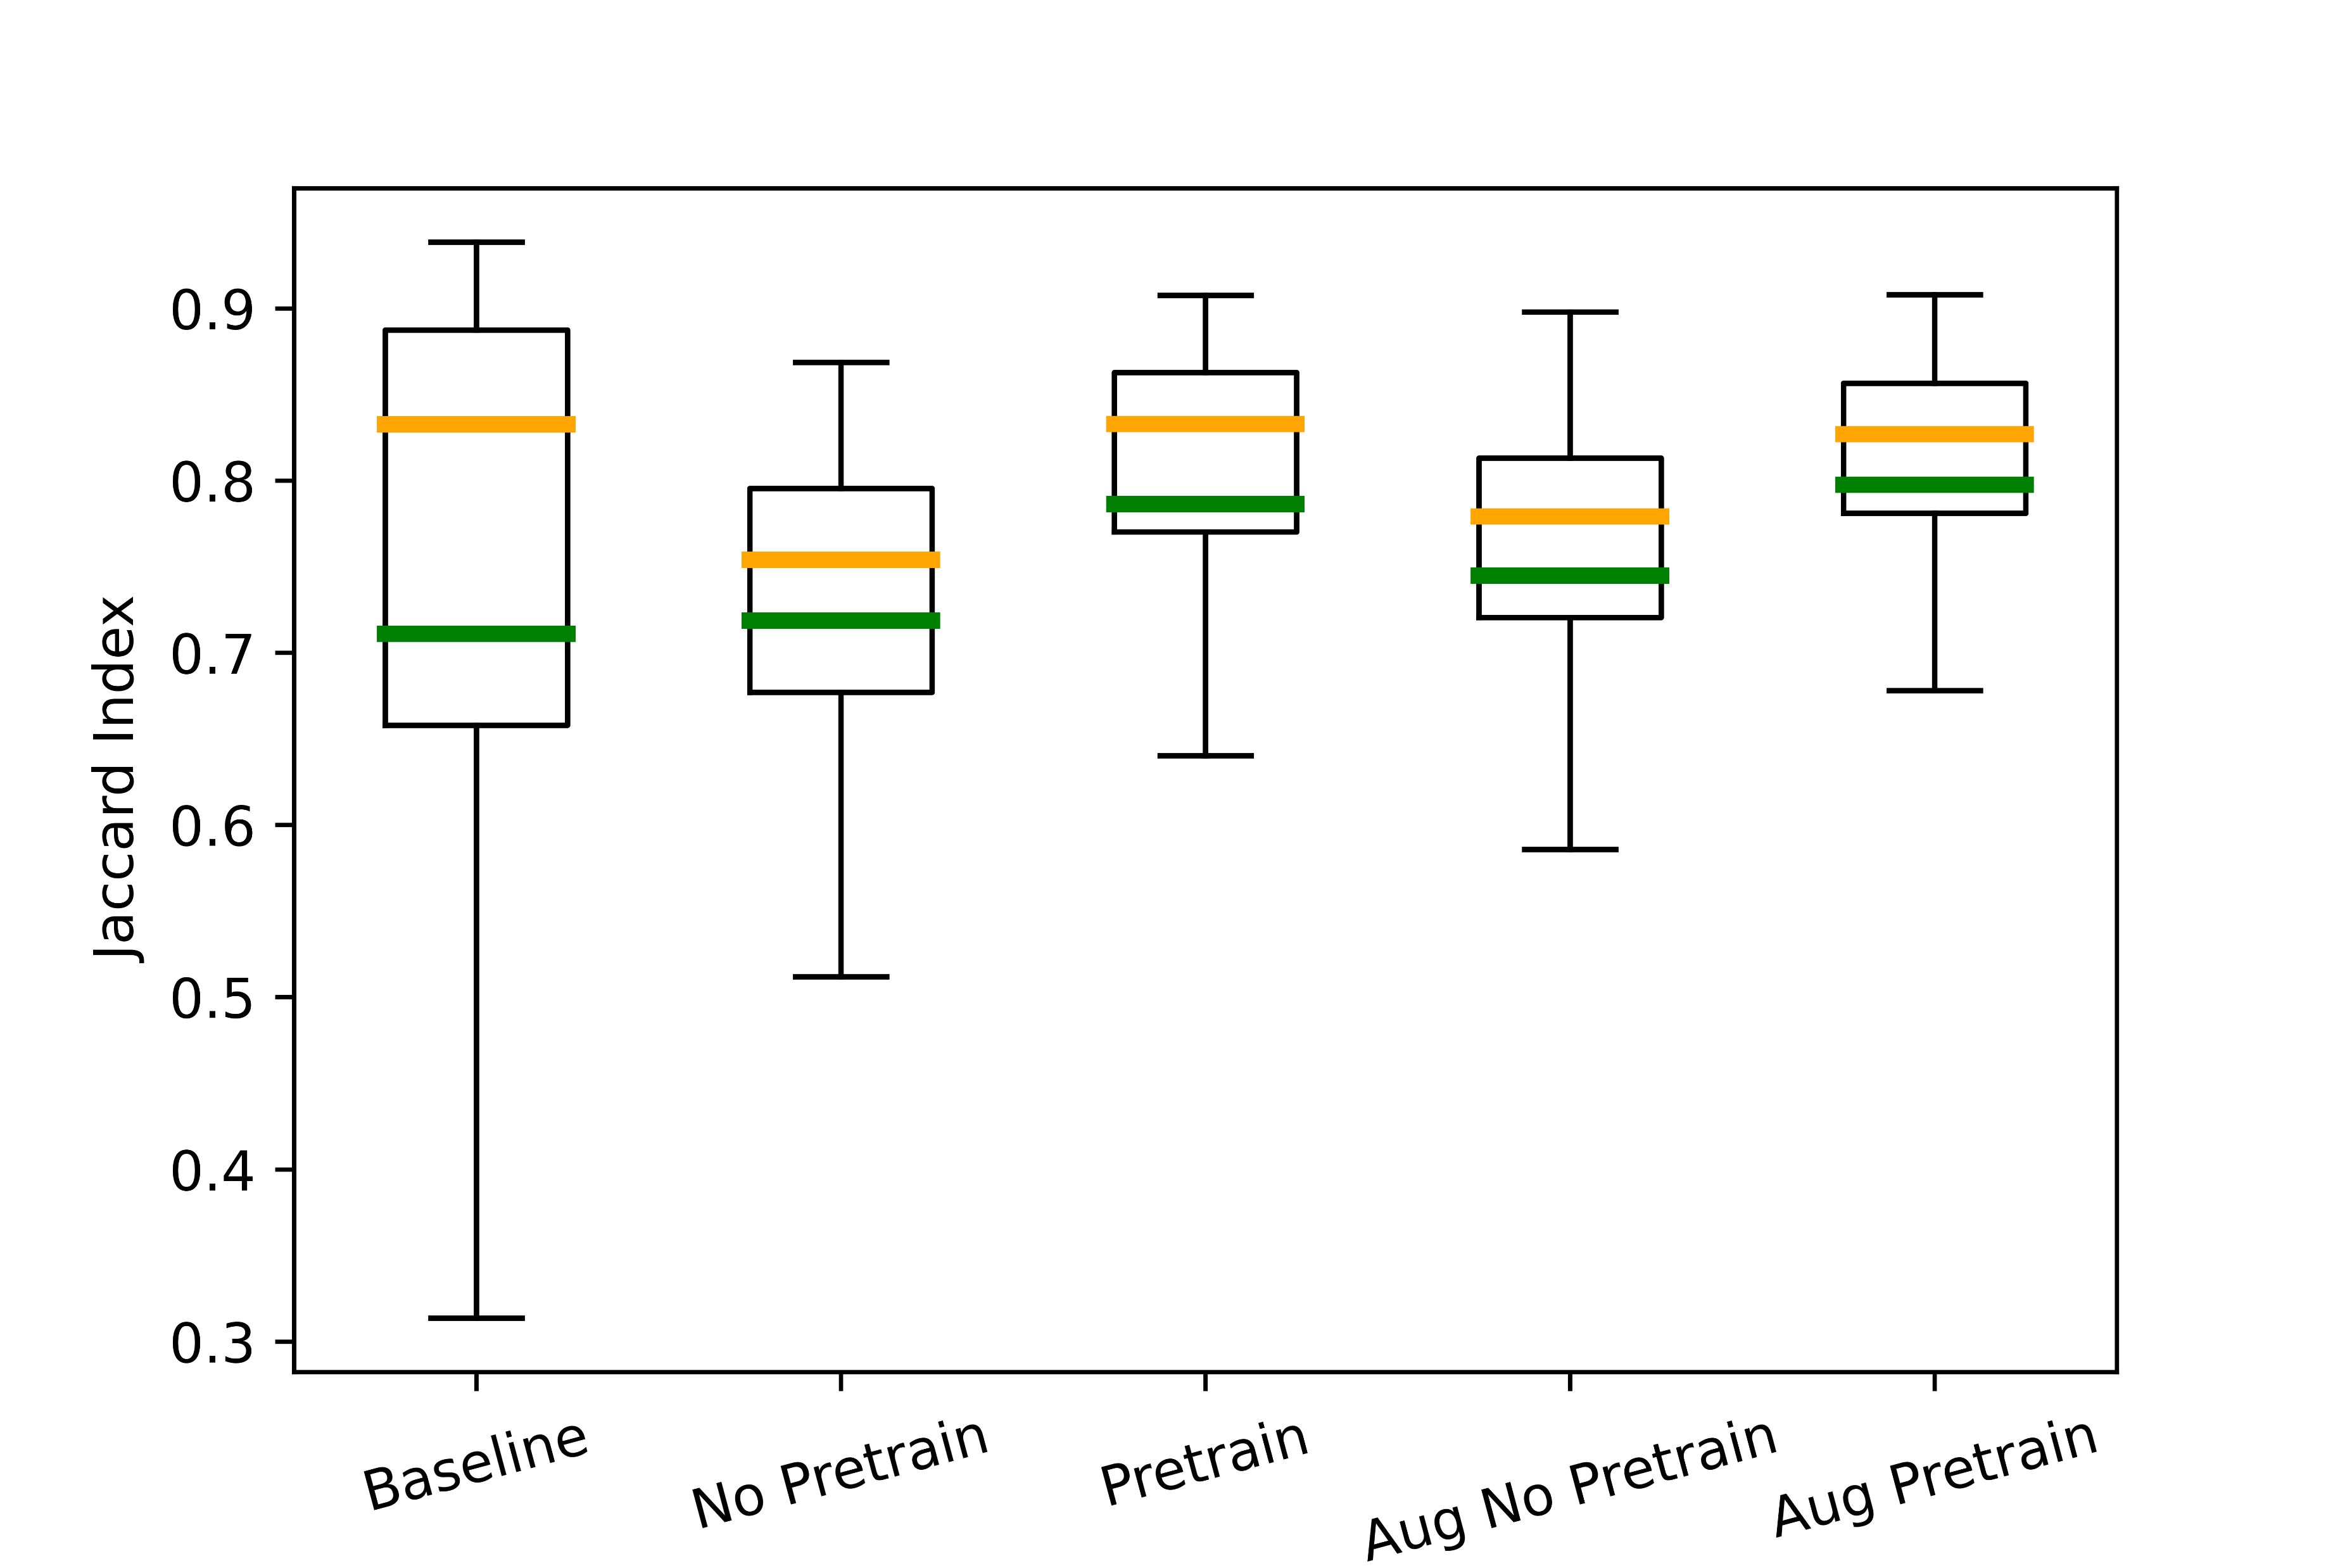 Jaccard Index
0.9
0.8
0.7
0.6
0.5
0.4
0.3
Baseline
No Pretrain
Pretrain
Aug No Pretrain
Aug Pretrain